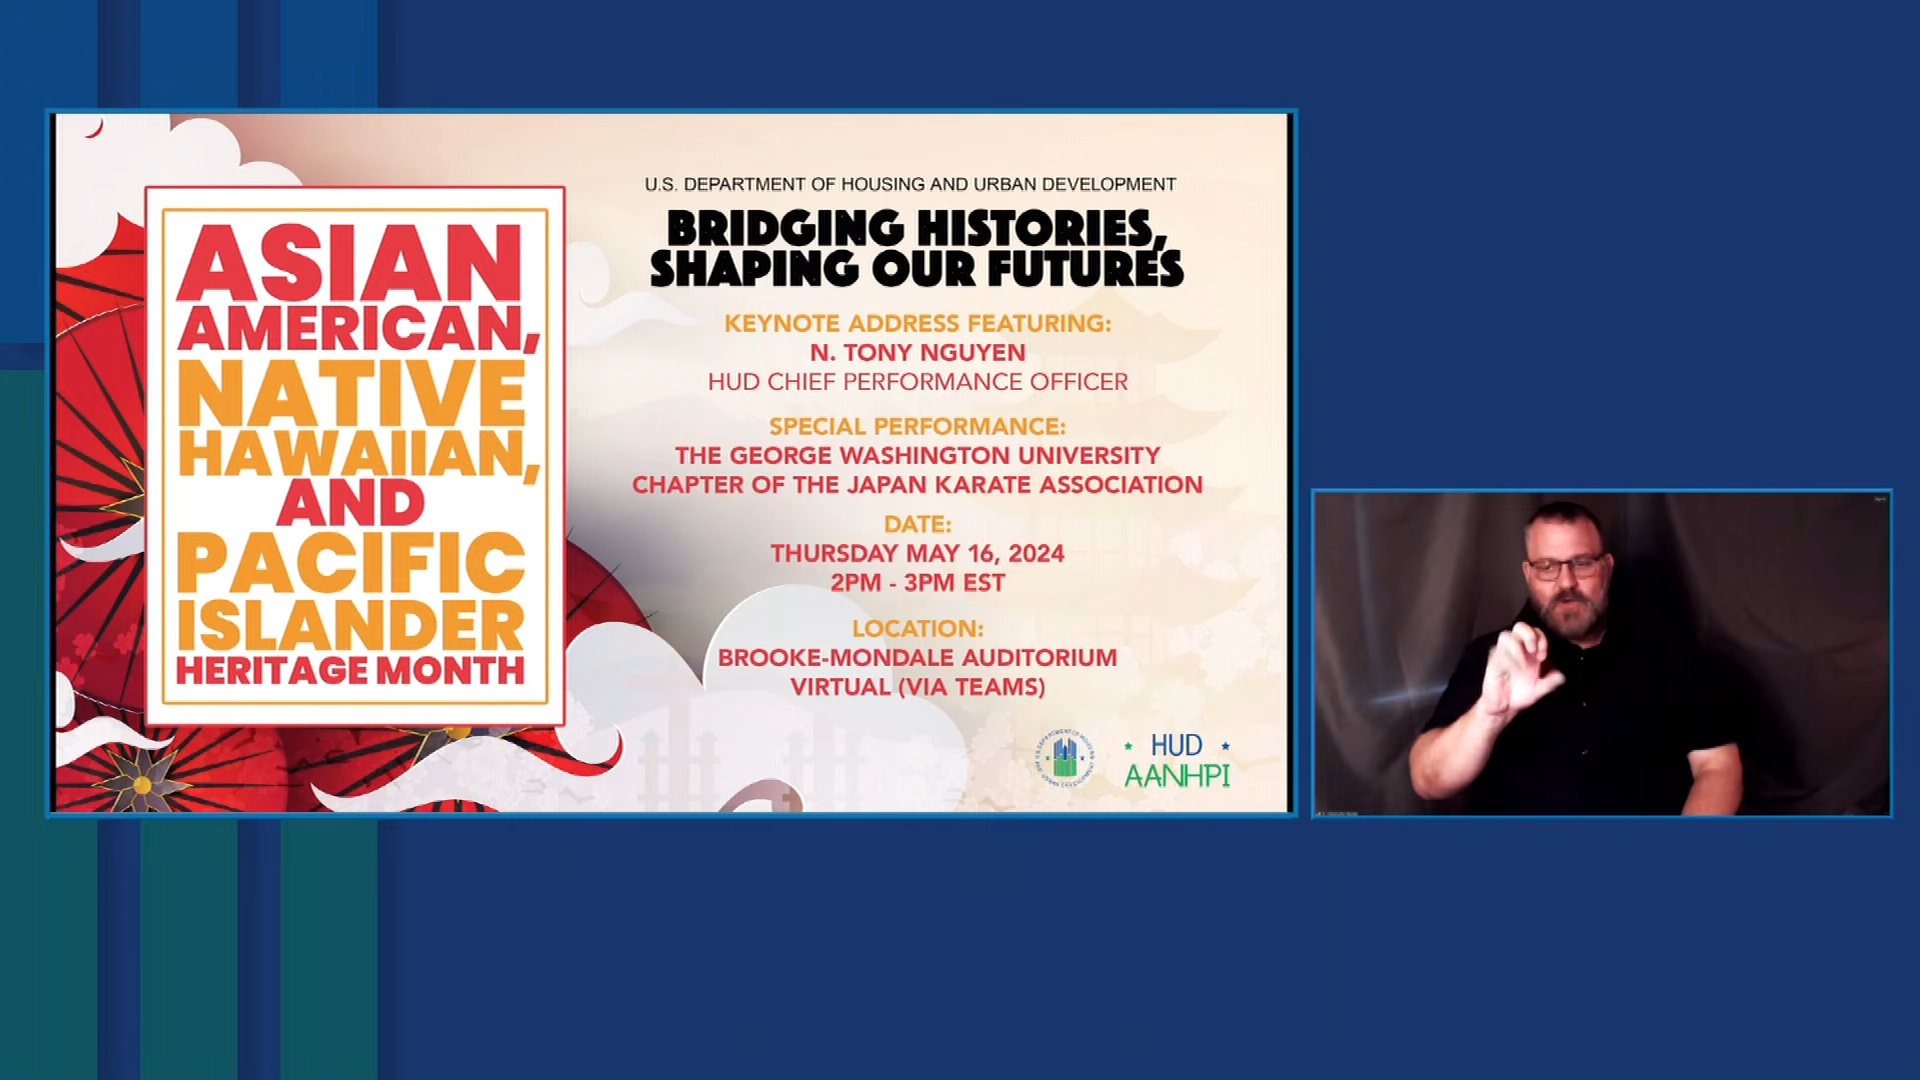 ASIAN
AMERICAN,
NATIVE
HAWAIIAN,
AND
PACIFIC
ISLANDER
HERITAGE MONTH
U.S. DEPARTMENT OF HOUSING AND URBAN DEVELOPMENT
BRIDGING HISTORIES,
SHAPING OUR FUTURES
KEYNOTE ADDRESS FEATURING:
N. TONY NGUYEN
HUD CHIEF PERFORMANCE OFFICER
SPECIAL PERFORMANCE:
THE GEORGE WASHINGTON UNIVERSITY
CHAPTER OF THE JAPAN KARATE ASSOCIATION
DATE:
THURSDAY MAY 16, 2024
2PM - 3PM EST
LOCATION:
BROOKE-MONDALE AUDITORIUM
VIRTUAL (VIA TEAMS)
HUD
AANHPI